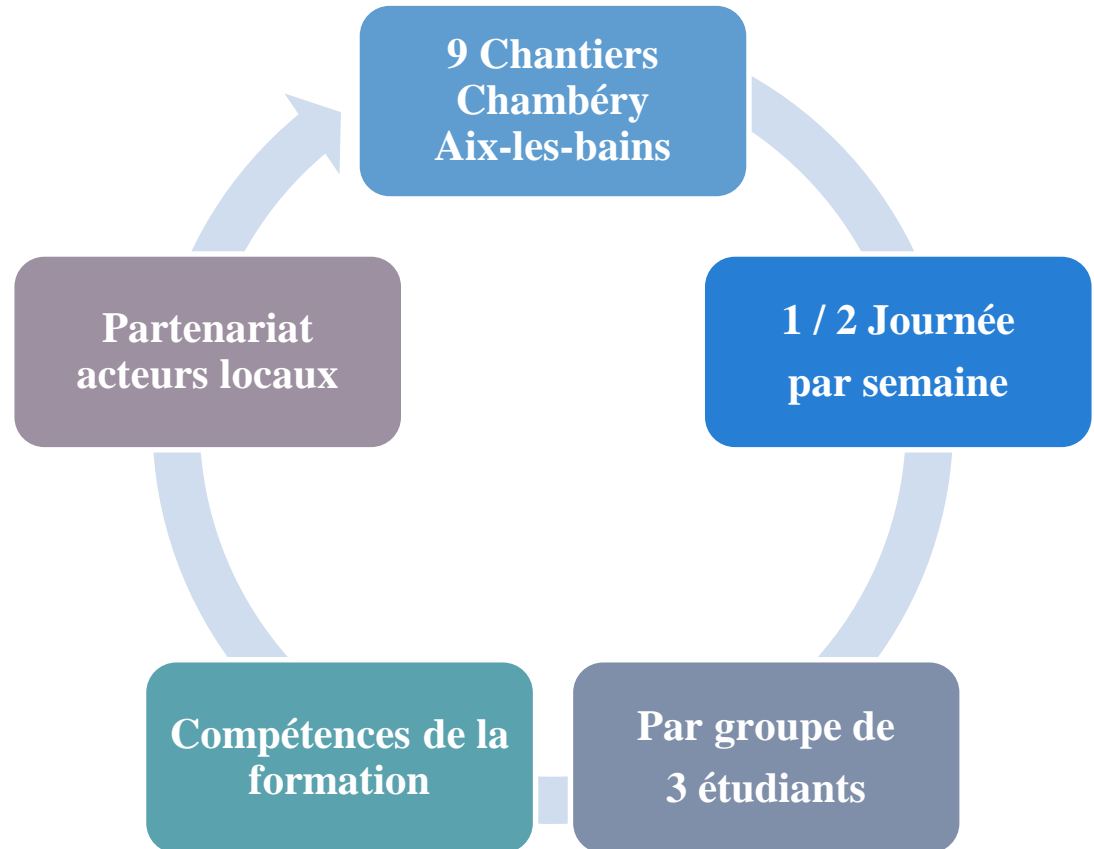 9 Chantiers
Chambéry
Aix-les-bains
1 / 2 Journée
par semaine
Par groupe de
3 étudiants
Compétences de la
formation
Partenariat
acteurs locaux